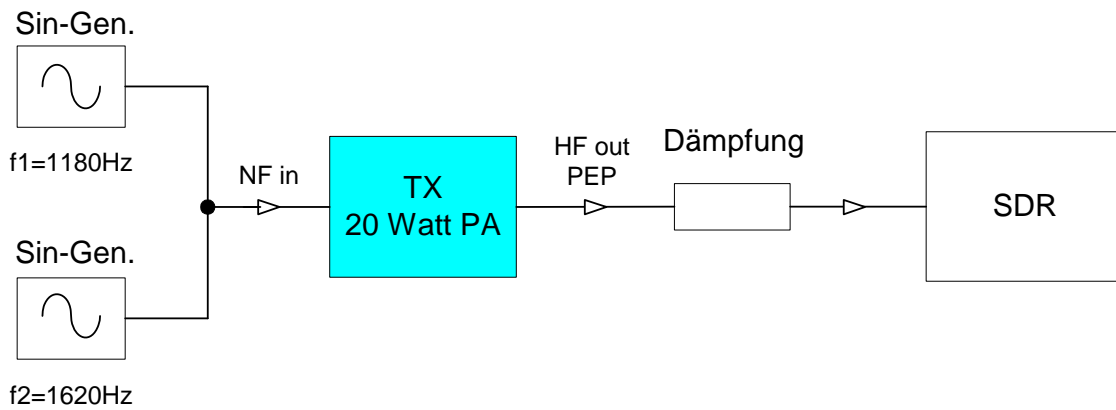 Sin-Gen.
f1=1180Hz
NF in
TX
20 Watt PA
HF out
PEP
Dämpfung
SDR
Sin-Gen.
f2=1620Hz